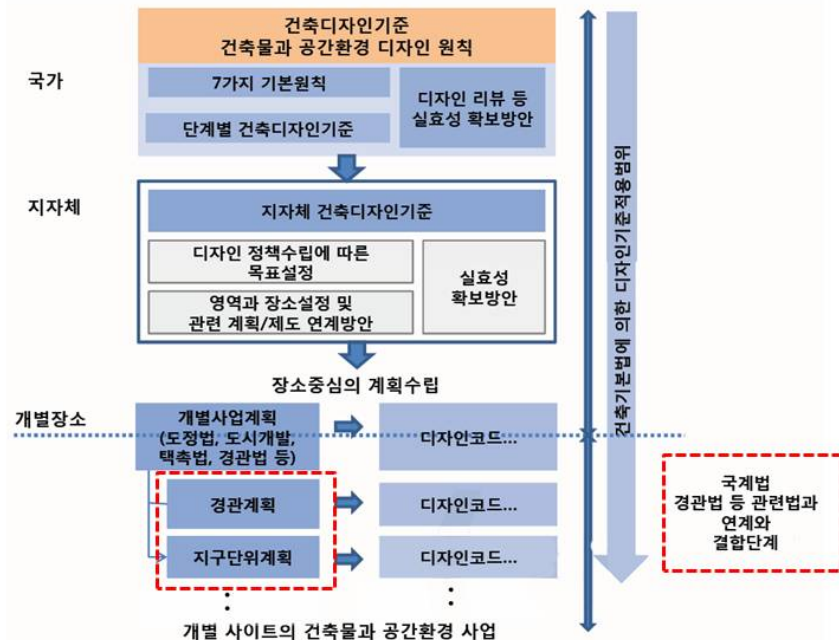 건축디자인기준
건축물과 공간환경 디자인 원칙
국가
7가지 기본원칙
단계별 건축디자인기준
디자인 리뷰 등
실효성 확보방안
지자체
지자체 건축디자인기준
디자인 정책수립에 따른
목표설정
영역과 장소설정 및
관련 계획/제도 연계방안
실효성
확보방안
장소중심의 계획수립
개별장소
개별사업계획
(도정법, 도시개발,
택촉법, 경관법 등)
디자인코드...
경관계획
디자인코드...
지구단위계획
디자인코드...
개별 사이트의 건축물과 공간환경 사업
건축기본법에 의한 디자인기준적용범위
국계법
경관법 등 관련법과
연계와
결합단계